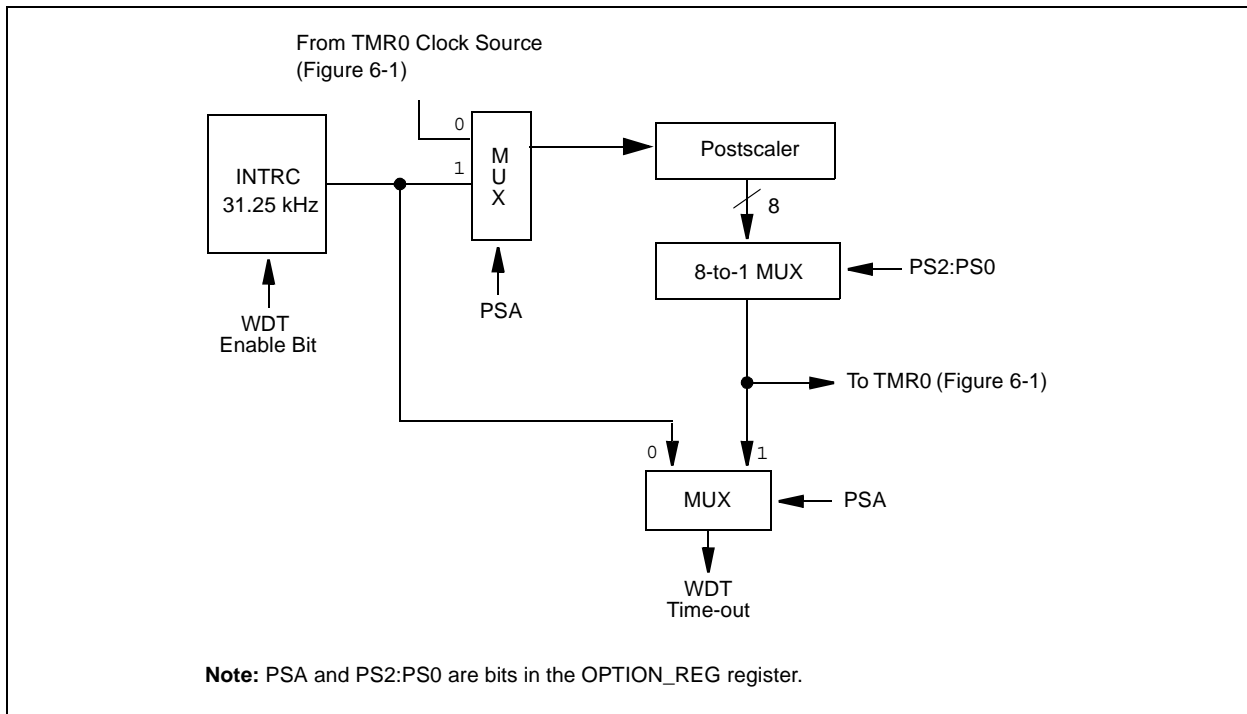 From TMR0 Clock Source
(Figure 6-1)
0
1
M
U
X
INTRC
31.25 kHz
Postscaler
8
8-to-1 MUX
PS2:PS0
PSA
WDT
Enable Bit
To TMR0 (Figure 6-1)
0
1
MUX
PSA
WDT
Time-out
Note: PSA and PS2:PS0 are bits in the OPTION_REG register.